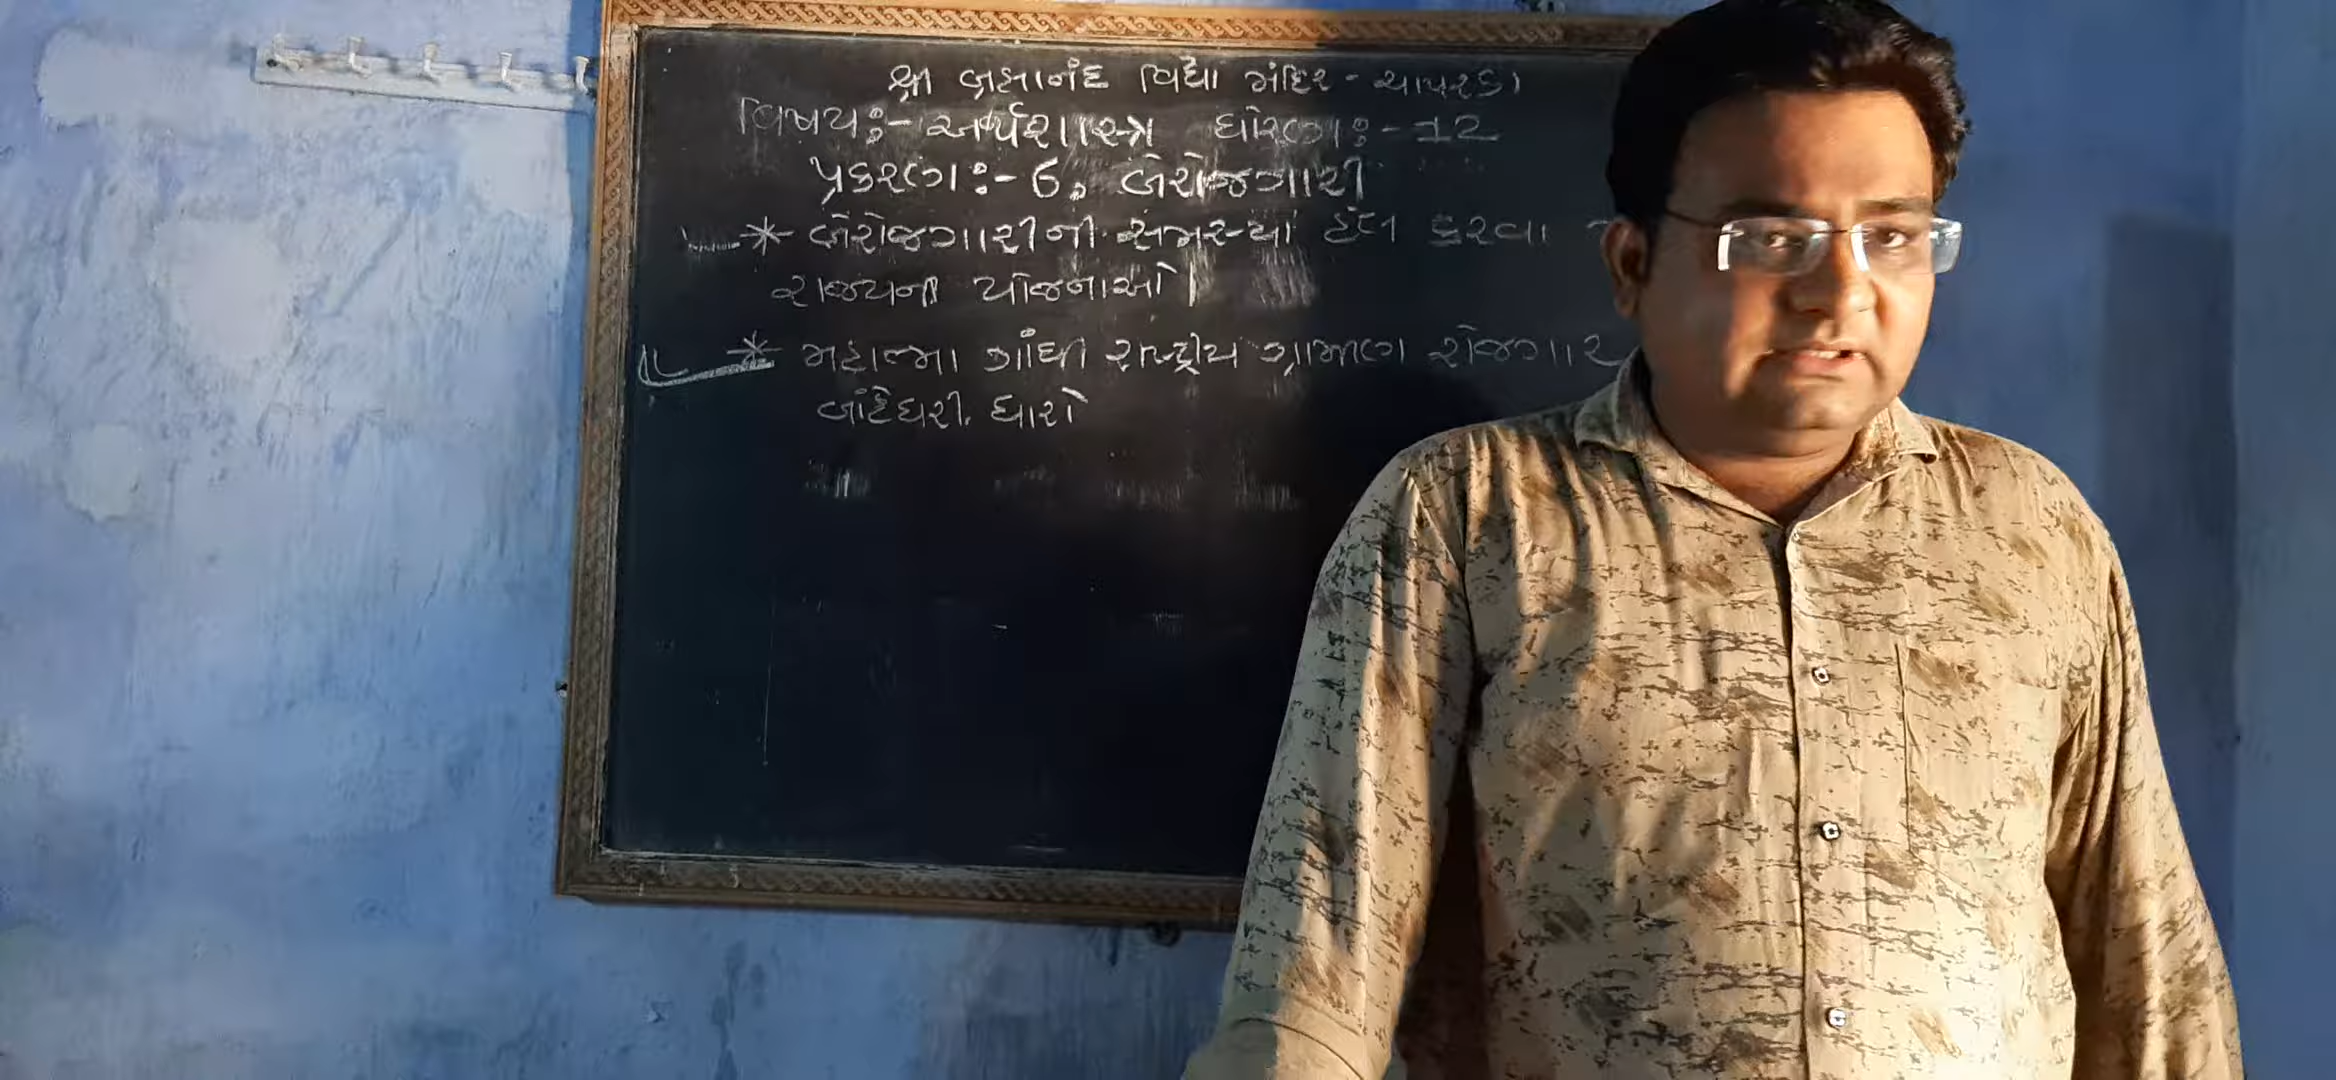 શ્રી બ્રહ્માનંદ વિદ્યા મંદિર - ચાપરડા
વિષય:- અર્થશાસ્ત્ર ધોરણ:- 12
પ્રકરણ:- 6. બેરોજગારી
* બેરોજગારીની સમસ્યા હલ કરવા
રાજ્યની યોજનાઓ
* મહાત્મા ગાંધી રાષ્ટ્રીય ગ્રામીણ રોજગાર
બાંહેધરી ધારો